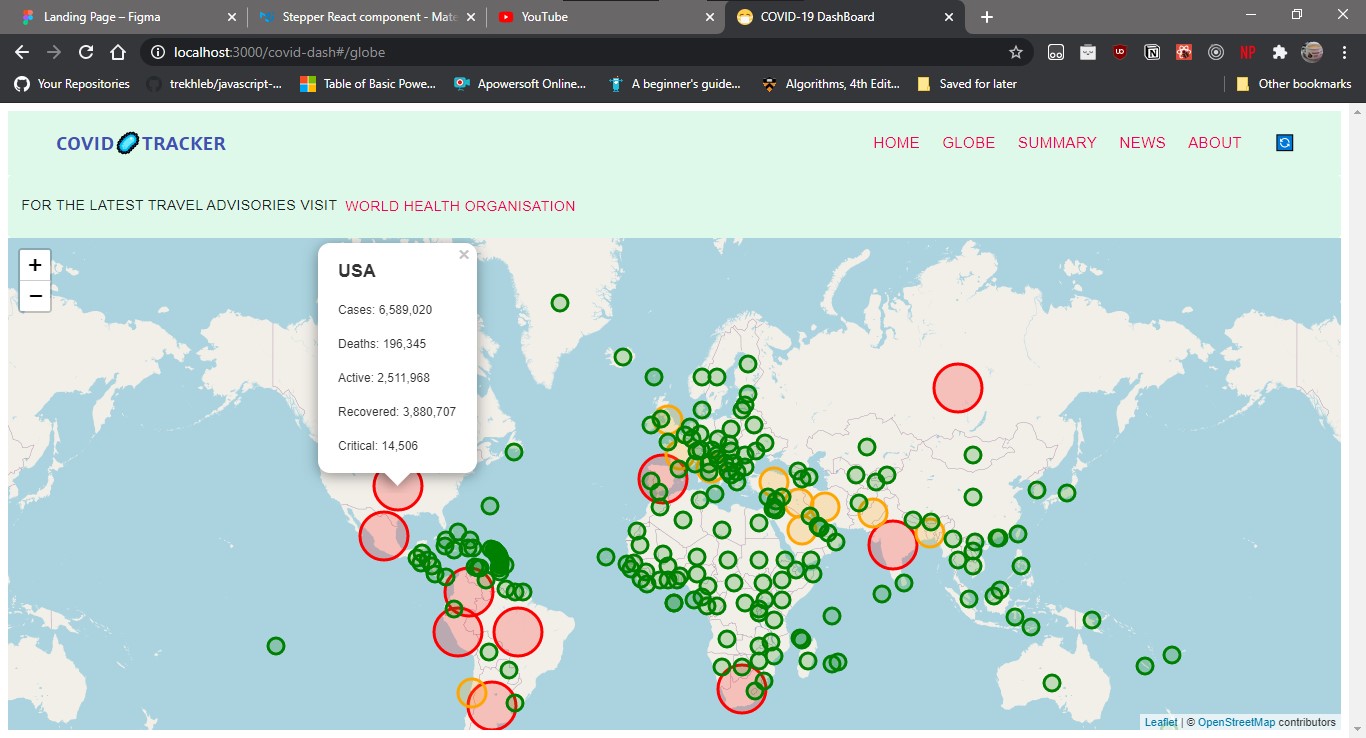 Landing Page – Figma
Stepper React component - Mate
YouTube
COVID-19 DashBoard
localhost:3000/covid-dash#/globe
Your Repositories
trekhleb/javascript-...
Table of Basic Powe...
Apowersoft Online...
A beginner's guide...
Algorithms, 4th Edit...
Saved for later
Other bookmarks
COVID TRACKER
HOME GLOBE SUMMARY NEWS ABOUT
FOR THE LATEST TRAVEL ADVISORIES VISIT WORLD HEALTH ORGANISATION
+
−
×
USA
Cases: 6,589,020
Deaths: 196,345
Active: 2,511,968
Recovered: 3,880,707
Critical: 14,506
Leaflet | © OpenStreetMap contributors